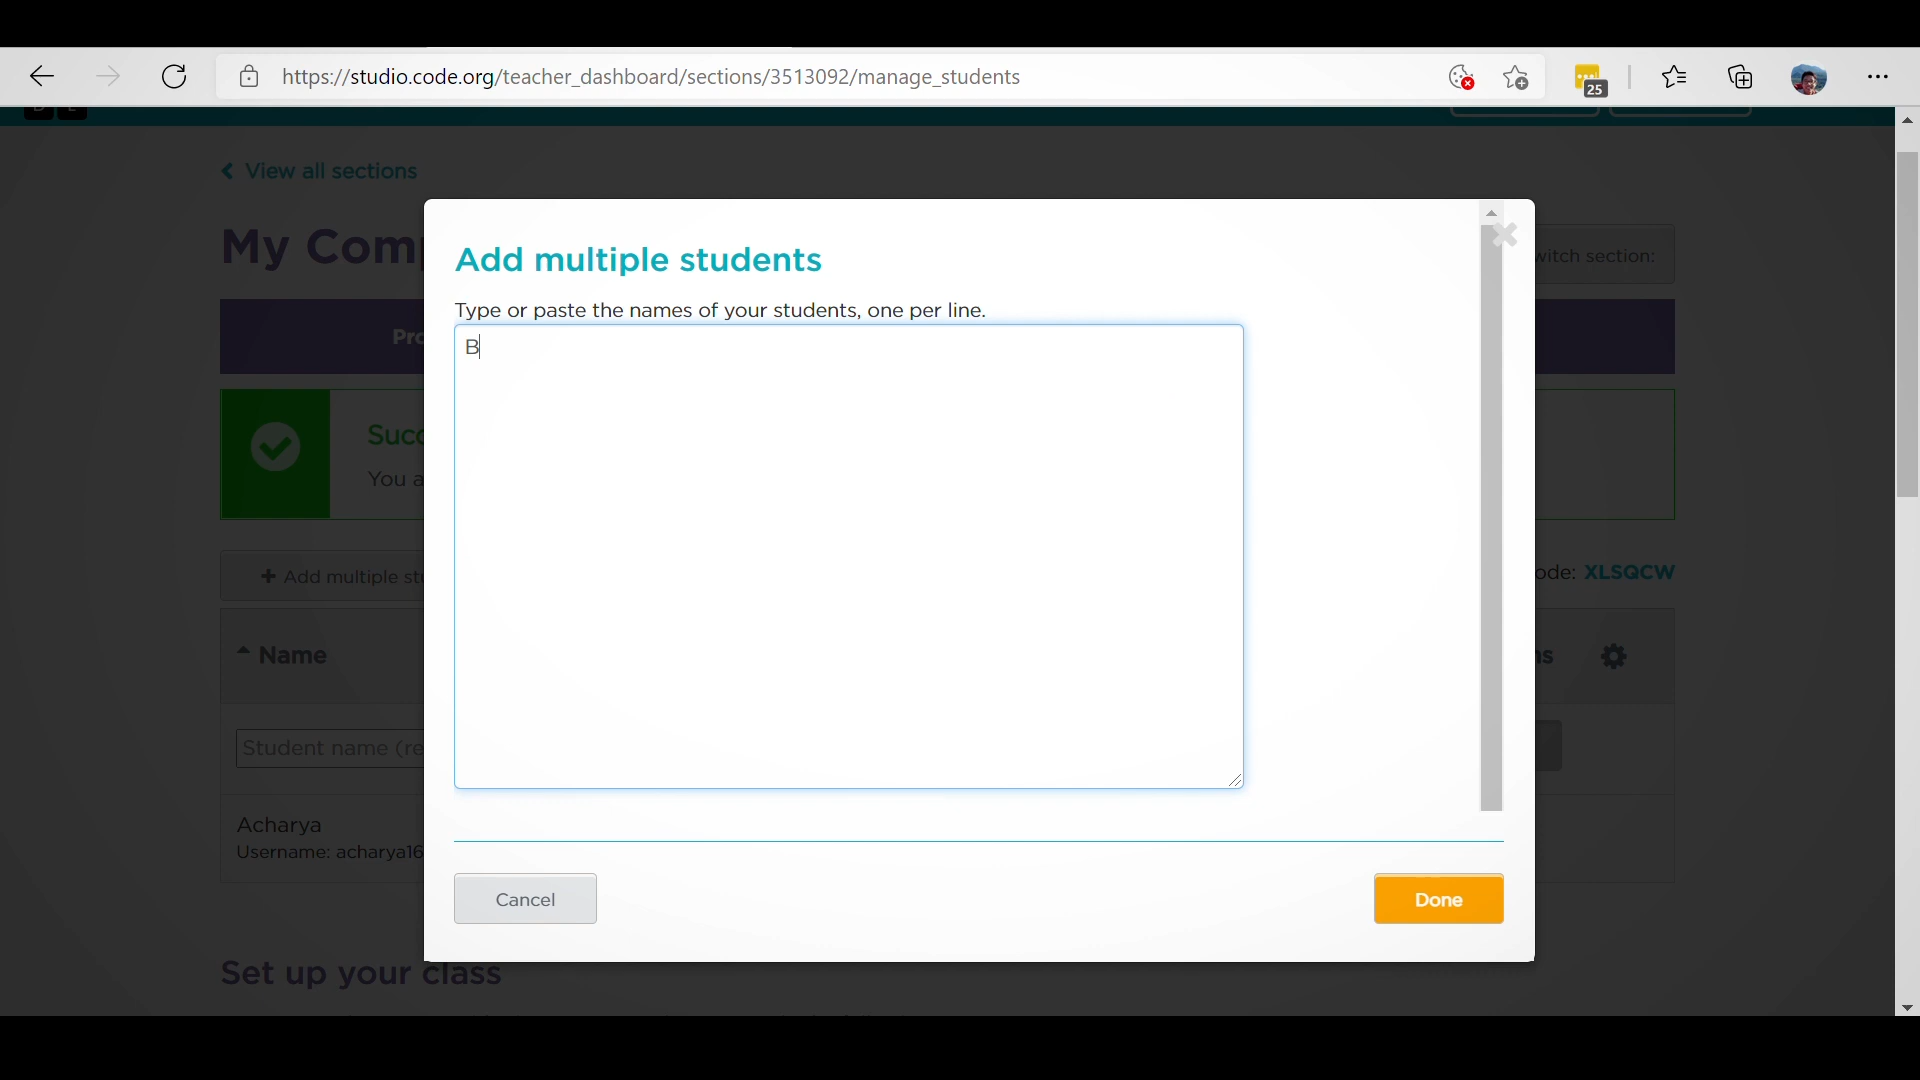 https://studio.code.org/teacher_dashboard/sections/3513092/manage_students
25
View all sections
My Com
witch section:
Add multiple students
Type or paste the names of your students, one per line.
B
Pro
Succ
You a
Add multiple stu
ode: XLSQCW
Name
ns
Student name (re
Acharya
Username: acharya16
Cancel
Done
Set up your class